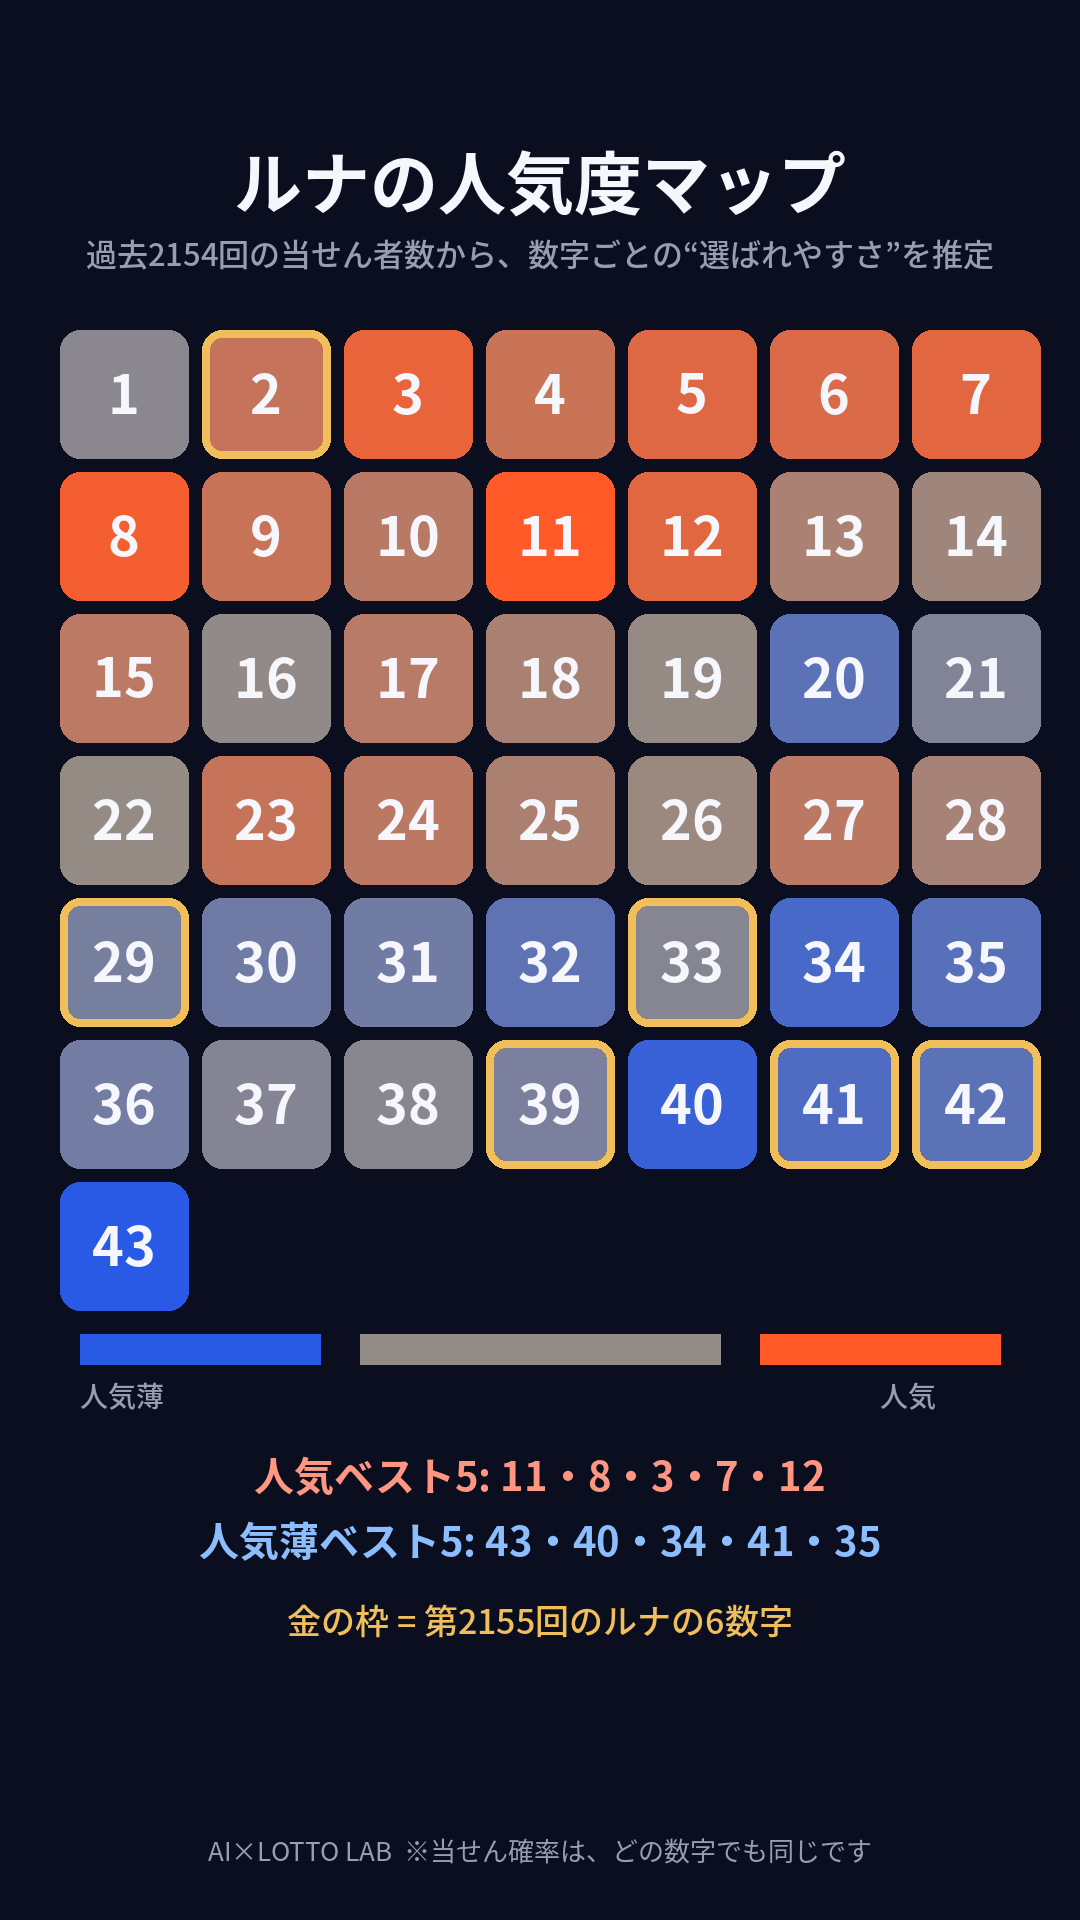 ルナの人気度マップ
過去2154回の当せん者数から、数字ごとの“選ばれやすさ”を推定
1 2 3 4 5 6 7
8 9 10 11 12 13 14
15 16 17 18 19 20 21
22 23 24 25 26 27 28
29 30 31 32 33 34 35
36 37 38 39 40 41 42
43
人気薄 人気
人気ベスト5: 11・8・3・7・12
人気薄ベスト5: 43・40・34・41・35
金の枠 = 第2155回のルナの6数字
AI×LOTTO LAB ※当せん確率は、どの数字でも同じです